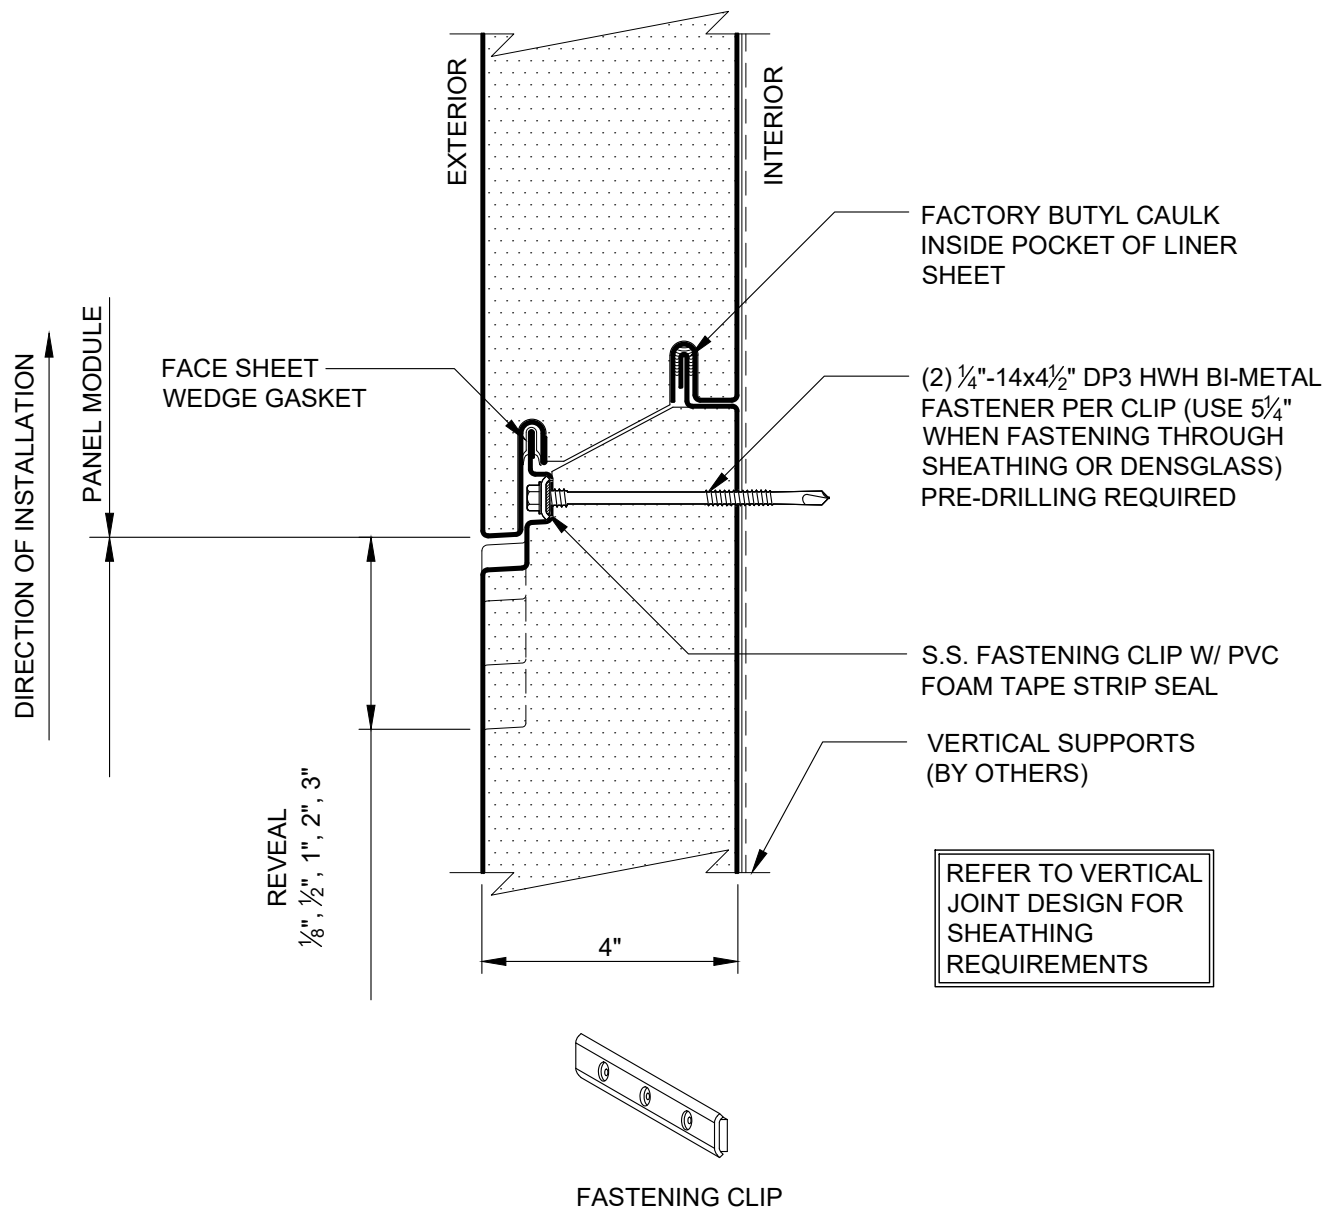 EXTERIOR
INTERIOR
FACTORY BUTYL CAULK
INSIDE POCKET OF LINER
SHEET
DIRECTION OF INSTALLATION
PANEL MODULE
FACE SHEET
WEDGE GASKET
(2) ¼"-14x4½" DP3 HWH BI-METAL
FASTENER PER CLIP (USE 5¼"
WHEN FASTENING THROUGH
SHEATHING OR DENSGLASS)
PRE-DRILLING REQUIRED
S.S. FASTENING CLIP W/ PVC
FOAM TAPE STRIP SEAL
VERTICAL SUPPORTS
(BY OTHERS)
REVEAL
⅛", ½", 1", 2", 3"
REFER TO VERTICAL
JOINT DESIGN FOR
SHEATHING
REQUIREMENTS
4"
FASTENING CLIP